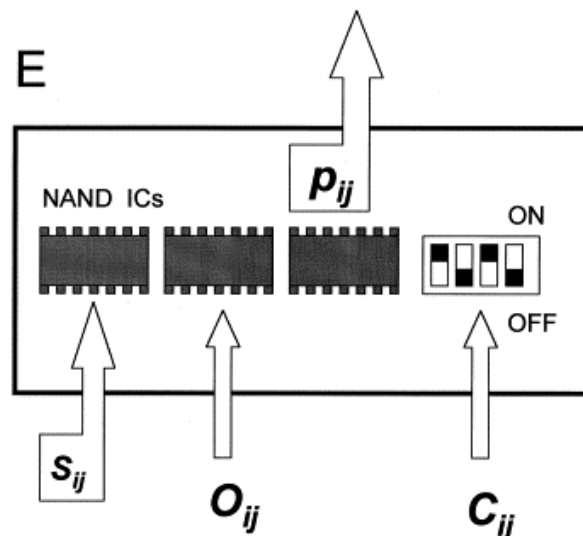 E
p_ij
NAND ICs
ON
OFF
S_ij
O_ij
C_ij